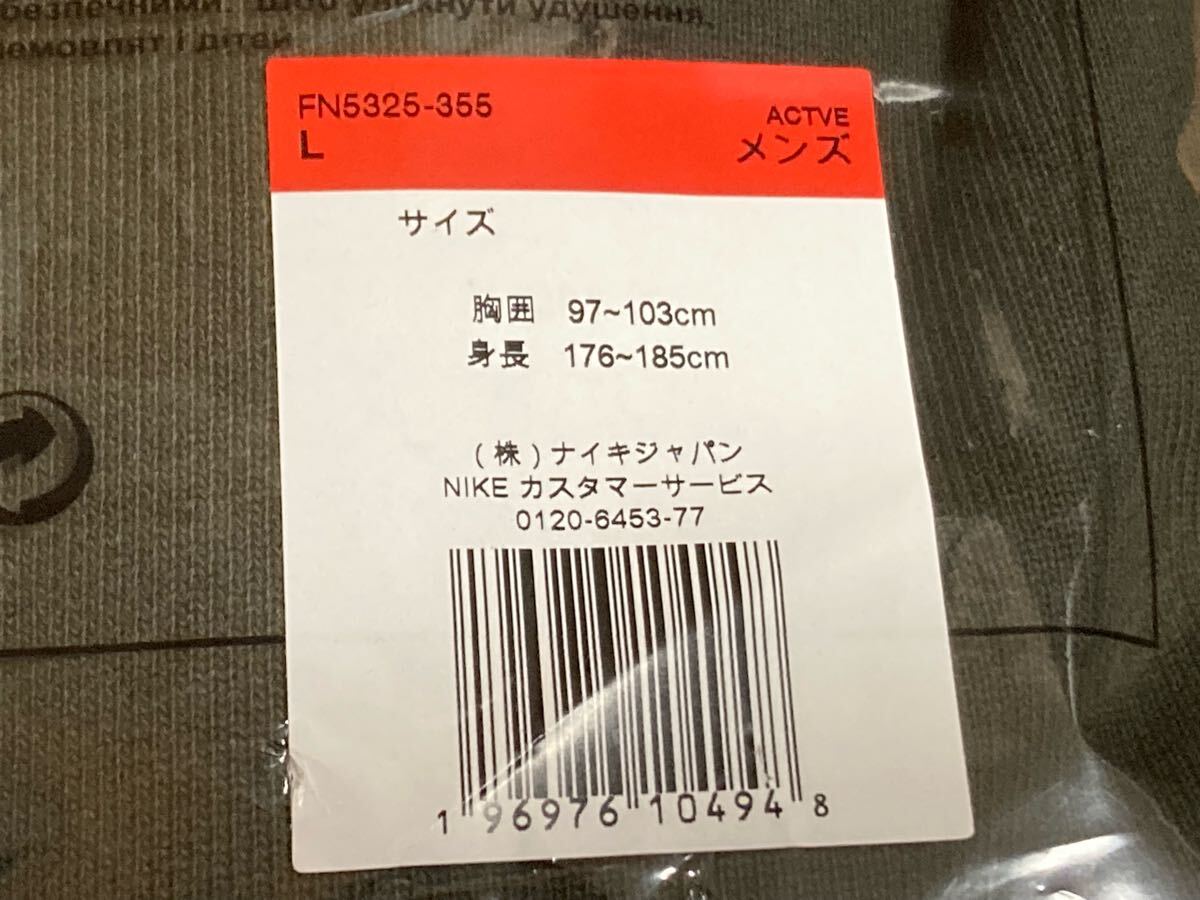 безпечними. Щоб уникнути удушення,
немовлят і дітей
FN5325-355
L
ACTVE
メンズ
サイズ
胸囲 97~103cm
身長 176~185cm
(株)ナイキジャパン
NIKE カスタマーサービス
0120-6453-77
1 96976 10494 8